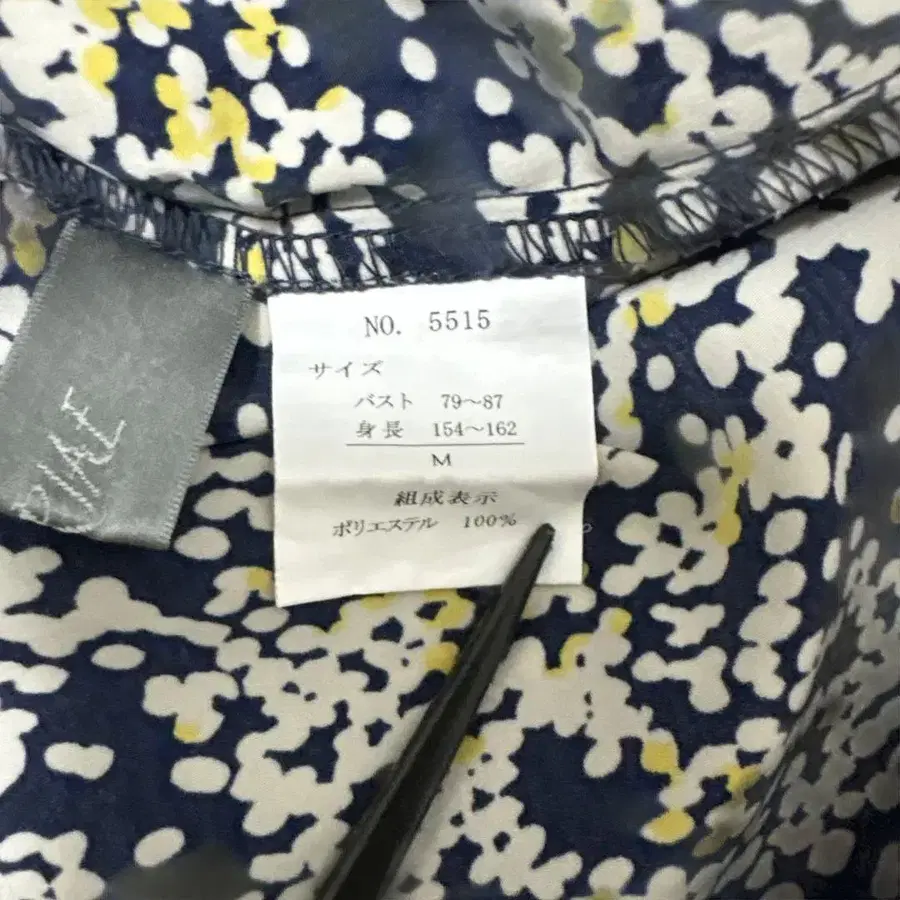 NO. 5515
サイズ
バスト 79〜87
身長 154〜162
M
組成表示
ポリエステル 100%